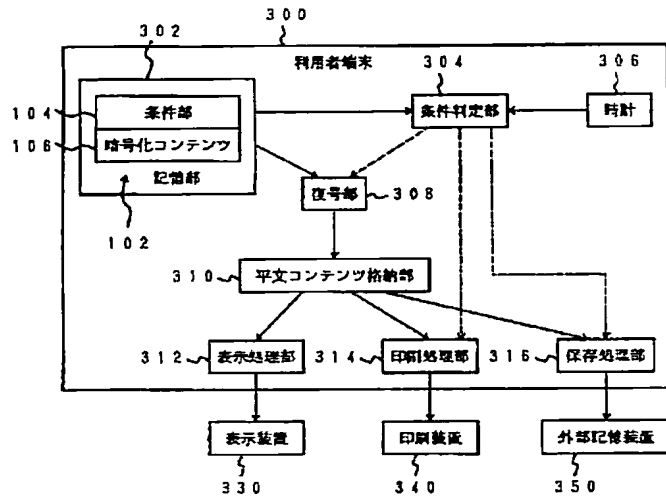 300
302
利用者端末
304
306
104
条件部
条件判定部
時計
106
暗号化コンテンツ
記憶部
復号部
308
102
310
平文コンテンツ格納部
312
表示処理部
314
印刷処理部
316
保存処理部
表示装置
印刷装置
外部記憶装置
330
340
350